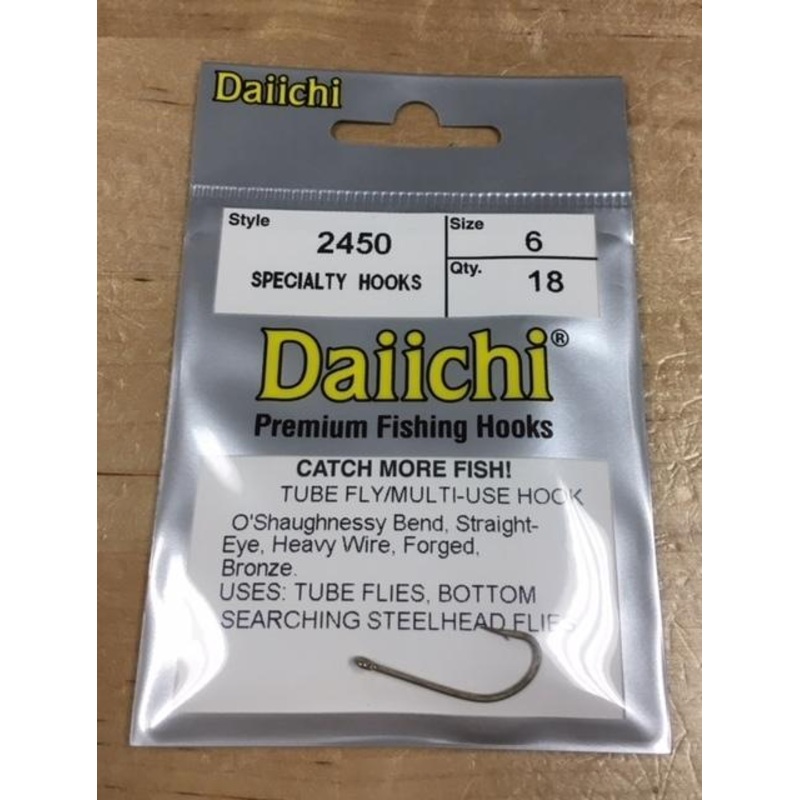 Daiichi
Style
2450
SPECIALTY HOOKS
Size
6
Qty.
18
Daiichi®
Premium Fishing Hooks
CATCH MORE FISH!
TUBE FLY/MULTI-USE HOOK
O'Shaughnessy Bend, Straight-
Eye, Heavy Wire, Forged,
Bronze.
USES: TUBE FLIES, BOTTOM
SEARCHING STEELHEAD FLIES